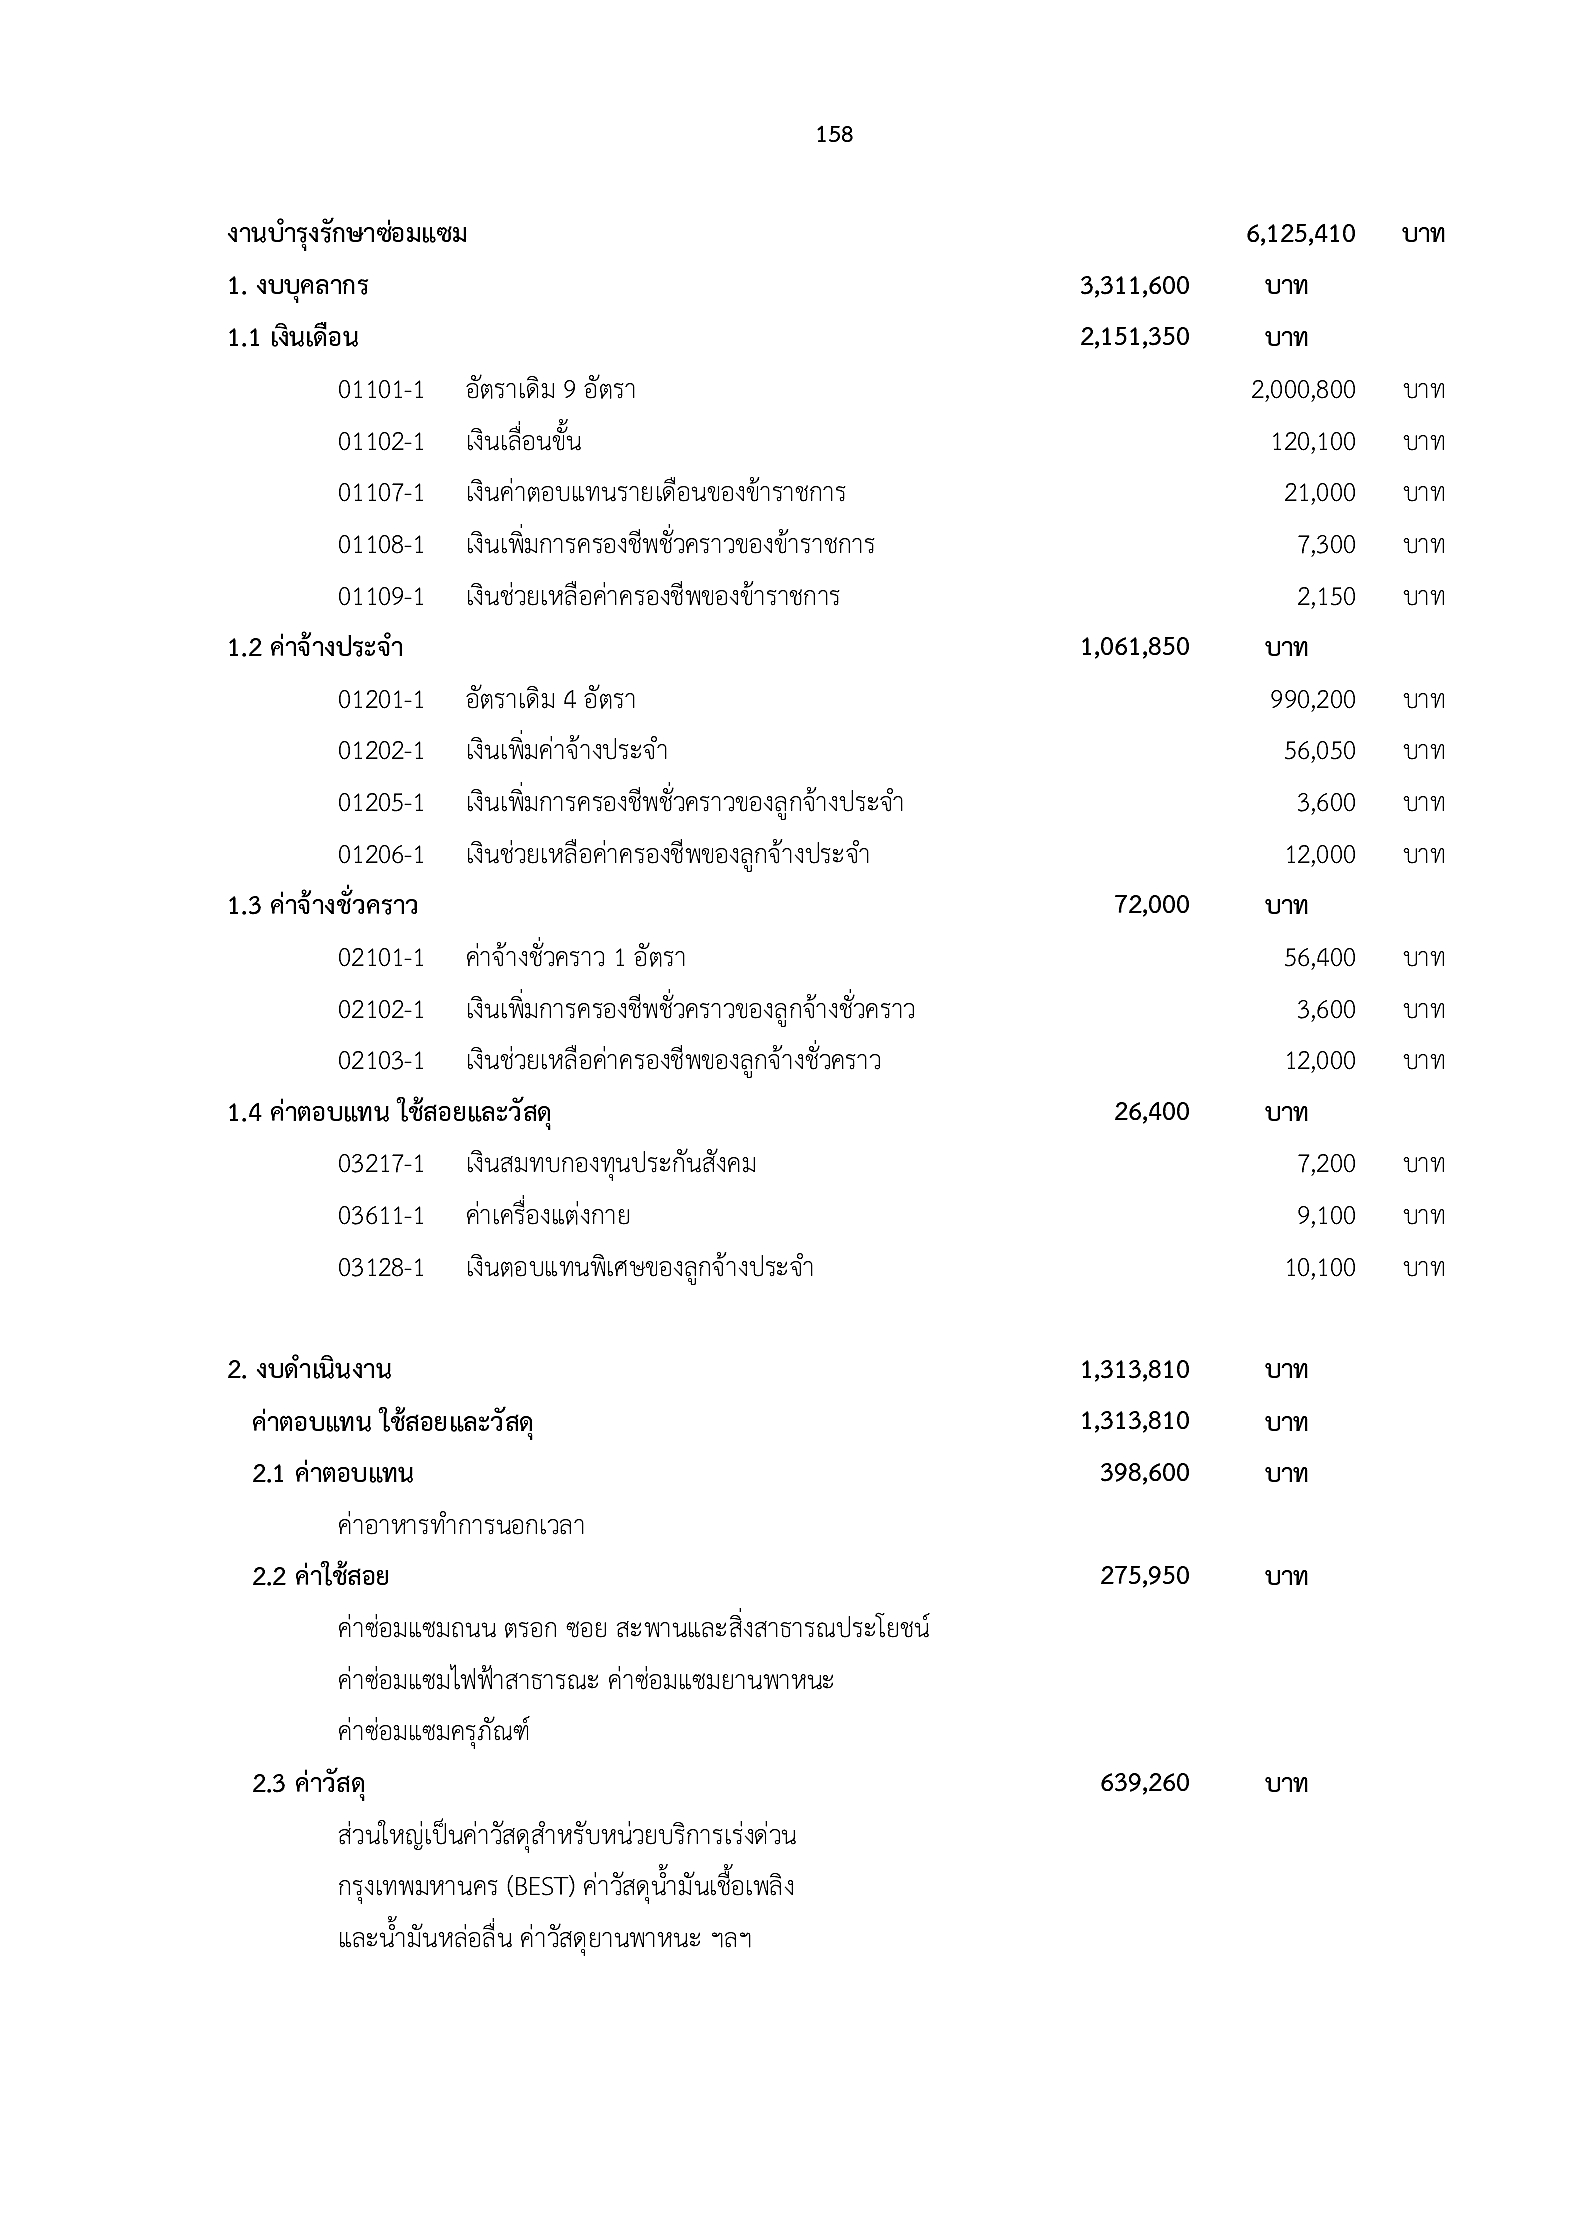 158
งานบำรุงรักษาซ่อมแซม 6,125,410 บาท
1. งบบุคลากร 3,311,600 บาท
1.1 เงินเดือน 2,151,350 บาท
01101-1 อัตราเดิม 9 อัตรา 2,000,800 บาท
01102-1 เงินเลื่อนขั้น 120,100 บาท
01107-1 เงินค่าตอบแทนรายเดือนของข้าราชการ 21,000 บาท
01108-1 เงินเพิ่มการครองชีพชั่วคราวของข้าราชการ 7,300 บาท
01109-1 เงินช่วยเหลือค่าครองชีพของข้าราชการ 2,150 บาท
1.2 ค่าจ้างประจำ 1,061,850 บาท
01201-1 อัตราเดิม 4 อัตรา 990,200 บาท
01202-1 เงินเพิ่มค่าจ้างประจำ 56,050 บาท
01205-1 เงินเพิ่มการครองชีพชั่วคราวของลูกจ้างประจำ 3,600 บาท
01206-1 เงินช่วยเหลือค่าครองชีพของลูกจ้างประจำ 12,000 บาท
1.3 ค่าจ้างชั่วคราว 72,000 บาท
02101-1 ค่าจ้างชั่วคราว 1 อัตรา 56,400 บาท
02102-1 เงินเพิ่มการครองชีพชั่วคราวของลูกจ้างชั่วคราว 3,600 บาท
02103-1 เงินช่วยเหลือค่าครองชีพของลูกจ้างชั่วคราว 12,000 บาท
1.4 ค่าตอบแทน ใช้สอยและวัสดุ 26,400 บาท
03217-1 เงินสมทบกองทุนประกันสังคม 7,200 บาท
03611-1 ค่าเครื่องแต่งกาย 9,100 บาท
03128-1 เงินตอบแทนพิเศษของลูกจ้างประจำ 10,100 บาท
2. งบดำเนินงาน 1,313,810 บาท
ค่าตอบแทน ใช้สอยและวัสดุ 1,313,810 บาท
2.1 ค่าตอบแทน 398,600 บาท
ค่าอาหารทำการนอกเวลา
2.2 ค่าใช้สอย 275,950 บาท
ค่าซ่อมแซมถนน ตรอก ซอย สะพานและสิ่งสาธารณประโยชน์
ค่าซ่อมแซมไฟฟ้าสาธารณะ ค่าซ่อมแซมยานพาหนะ
ค่าซ่อมแซมครุภัณฑ์
2.3 ค่าวัสดุ 639,260 บาท
ส่วนใหญ่เป็นค่าวัสดุสำหรับหน่วยบริการเร่งด่วน
กรุงเทพมหานคร (BEST) ค่าวัสดุน้ำมันเชื้อเพลิง
และน้ำมันหล่อลื่น ค่าวัสดุยานพาหนะ ฯลฯ